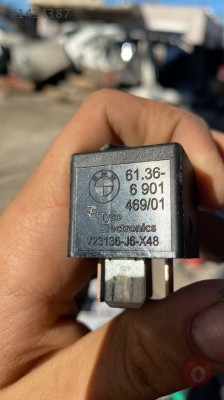 61.36-
6 901
469/01
Tyco
Electronics
V23136-J6-X48